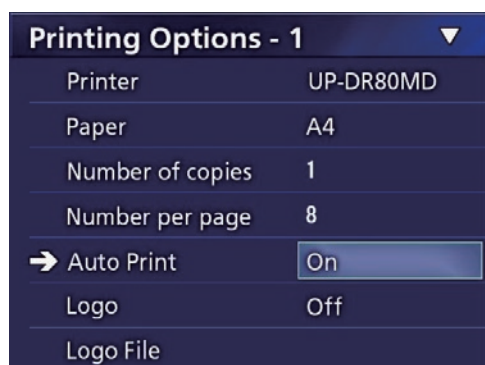 Printing Options - 1
Printer UP-DR80MD
Paper A4
Number of copies 1
Number per page 8
Auto Print On
Logo Off
Logo File